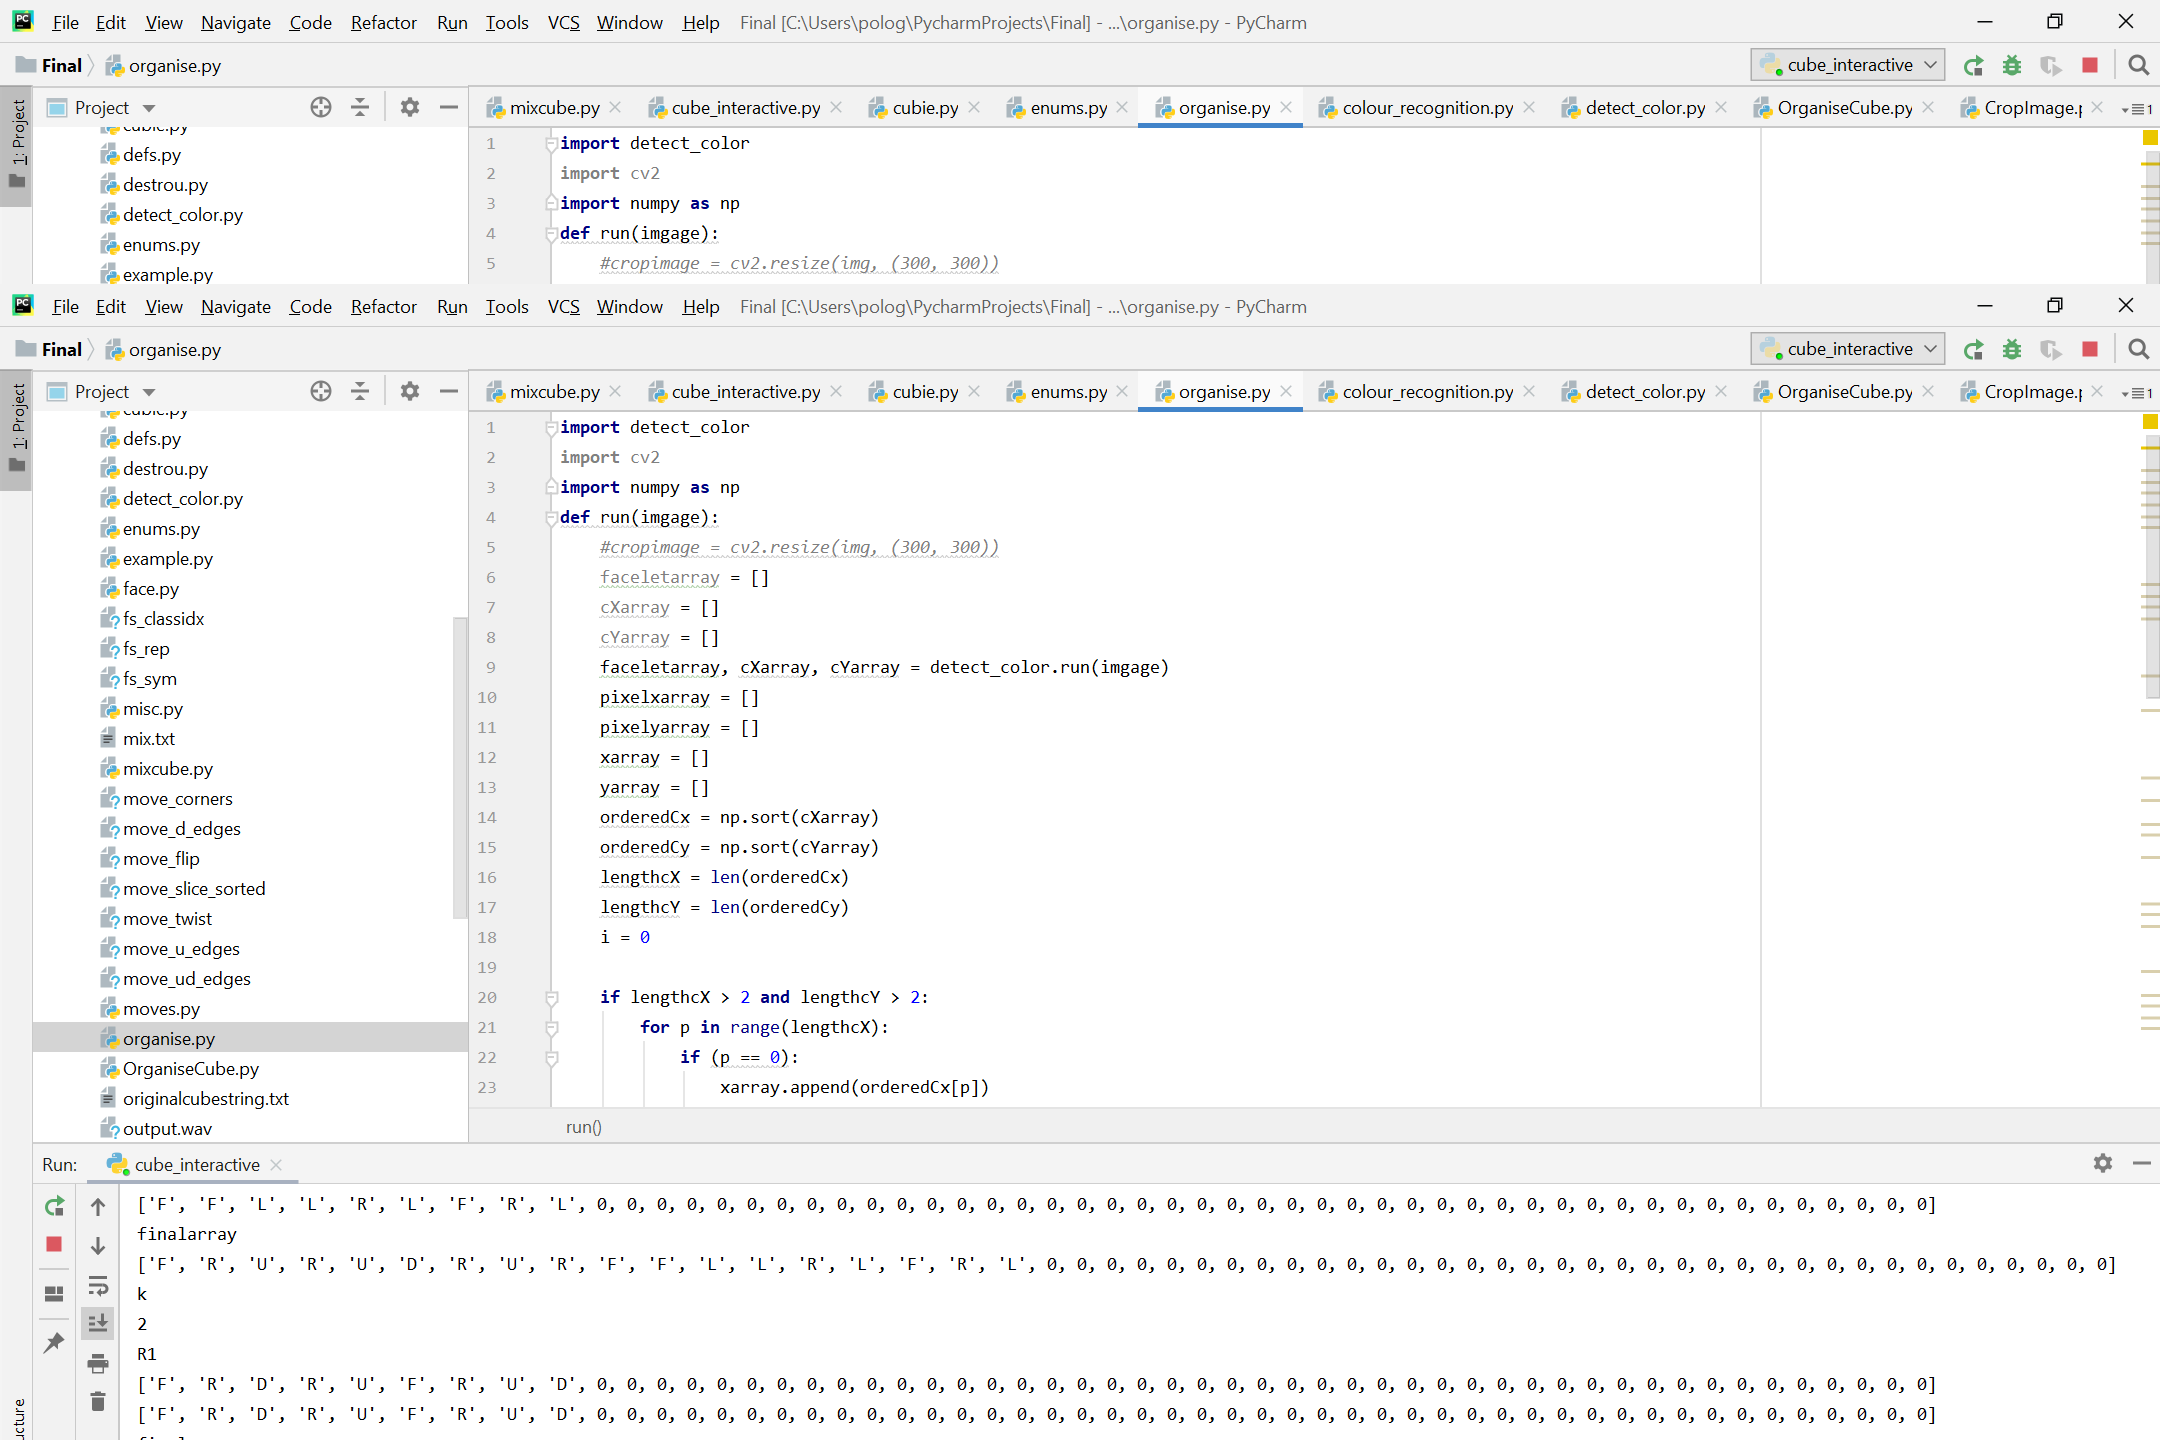 File Edit View Navigate Code Refactor Run Tools VCS Window Help Final [C:\Users\polog\PycharmProjects\Final] - ...\organise.py - PyCharm
Final organise.py cube_interactive
1: Project
Project mixcube.py cube_interactive.py cubie.py enums.py organise.py colour_recognition.py detect_color.py OrganiseCube.py CropImage.p 1
cubie.py
defs.py
destrou.py
detect_color.py
enums.py
example.py
1 import detect_color
2 import cv2
3 import numpy as np
4 def run(imgage):
5 #cropimage = cv2.resize(img, (300, 300))
File Edit View Navigate Code Refactor Run Tools VCS Window Help Final [C:\Users\polog\PycharmProjects\Final] - ...\organise.py - PyCharm
Final organise.py cube_interactive
1: Project
Project mixcube.py cube_interactive.py cubie.py enums.py organise.py colour_recognition.py detect_color.py OrganiseCube.py CropImage.p 1
cubie.py
defs.py
destrou.py
detect_color.py
enums.py
example.py
face.py
fs_classidx
fs_rep
fs_sym
misc.py
mix.txt
mixcube.py
move_corners
move_d_edges
move_flip
move_slice_sorted
move_twist
move_u_edges
move_ud_edges
moves.py
organise.py
OrganiseCube.py
originalcubestring.txt
output.wav
1 import detect_color
2 import cv2
3 import numpy as np
4 def run(imgage):
5 #cropimage = cv2.resize(img, (300, 300))
6 faceletarray = []
7 cXarray = []
8 cYarray = []
9 faceletarray, cXarray, cYarray = detect_color.run(imgage)
10 pixelxarray = []
11 pixelyarray = []
12 xarray = []
13 yarray = []
14 orderedCx = np.sort(cXarray)
15 orderedCy = np.sort(cYarray)
16 lengthcX = len(orderedCx)
17 lengthcY = len(orderedCy)
18 i = 0
19
20 if lengthcX > 2 and lengthcY > 2:
21 for p in range(lengthcX):
22 if (p == 0):
23 xarray.append(orderedCx[p])
run()
Run: cube_interactive
['F', 'F', 'L', 'L', 'R', 'L', 'F', 'R', 'L', 0, 0, 0, 0, 0, 0, 0, 0, 0, 0, 0, 0, 0, 0, 0, 0, 0, 0, 0, 0, 0, 0, 0, 0, 0, 0, 0, 0, 0, 0, 0, 0, 0, 0, 0, 0, 0, 0, 0, 0, 0, 0, 0, 0]
finalarray
['F', 'R', 'U', 'R', 'U', 'D', 'R', 'U', 'R', 'F', 'F', 'L', 'L', 'R', 'L', 'F', 'R', 'L', 0, 0, 0, 0, 0, 0, 0, 0, 0, 0, 0, 0, 0, 0, 0, 0, 0, 0, 0, 0, 0, 0, 0, 0, 0, 0, 0, 0, 0, 0, 0, 0, 0, 0, 0, 0]
k
2
R1
['F', 'R', 'D', 'R', 'U', 'F', 'R', 'U', 'D', 0, 0, 0, 0, 0, 0, 0, 0, 0, 0, 0, 0, 0, 0, 0, 0, 0, 0, 0, 0, 0, 0, 0, 0, 0, 0, 0, 0, 0, 0, 0, 0, 0, 0, 0, 0, 0, 0, 0, 0, 0, 0, 0, 0]
['F', 'R', 'D', 'R', 'U', 'F', 'R', 'U', 'D', 0, 0, 0, 0, 0, 0, 0, 0, 0, 0, 0, 0, 0, 0, 0, 0, 0, 0, 0, 0, 0, 0, 0, 0, 0, 0, 0, 0, 0, 0, 0, 0, 0, 0, 0, 0, 0, 0, 0, 0, 0, 0, 0, 0]
ucture